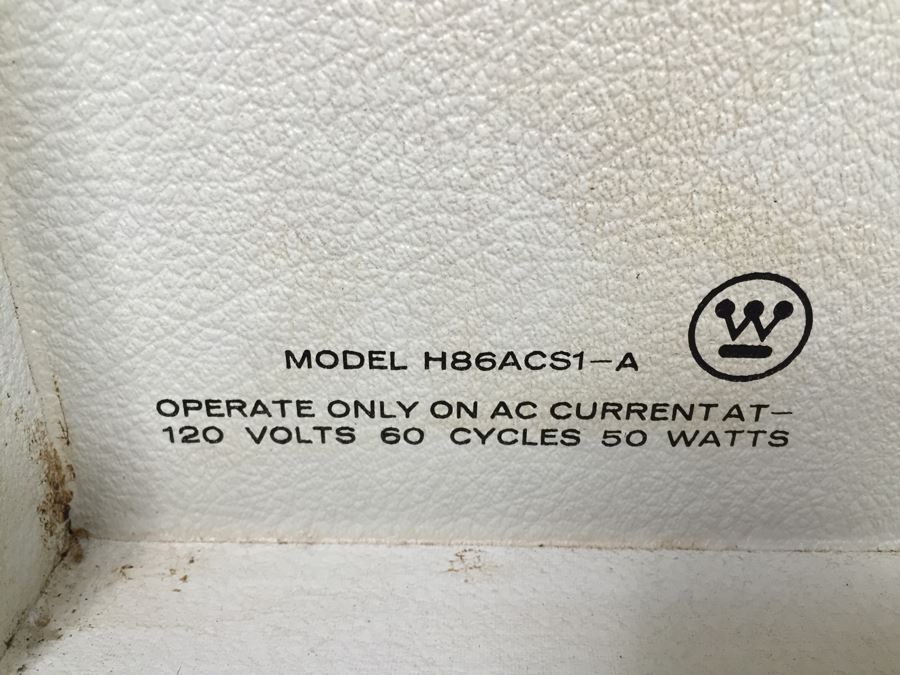 MODEL H86ACS1-A
OPERATE ONLY ON AC CURRENT AT-
120 VOLTS 60 CYCLES 50 WATTS